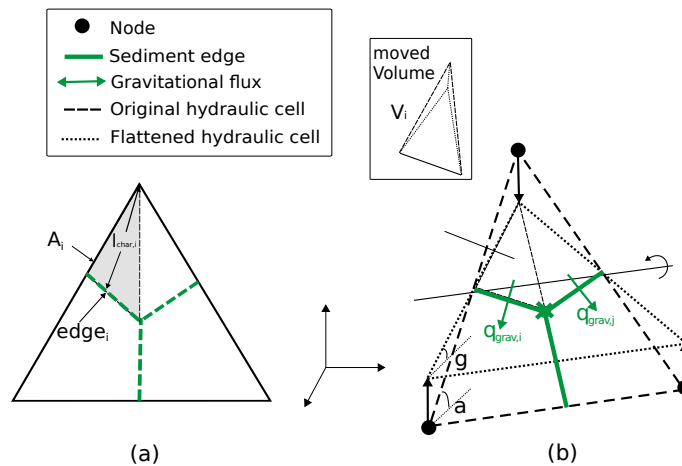 Node
Sediment edge
Gravitational flux
Original hydraulic cell
Flattened hydraulic cell
moved
Volume
Vi
Ai
lchar,i
edgei
qgrav,i
qgrav,j
g
a
(a)
(b)